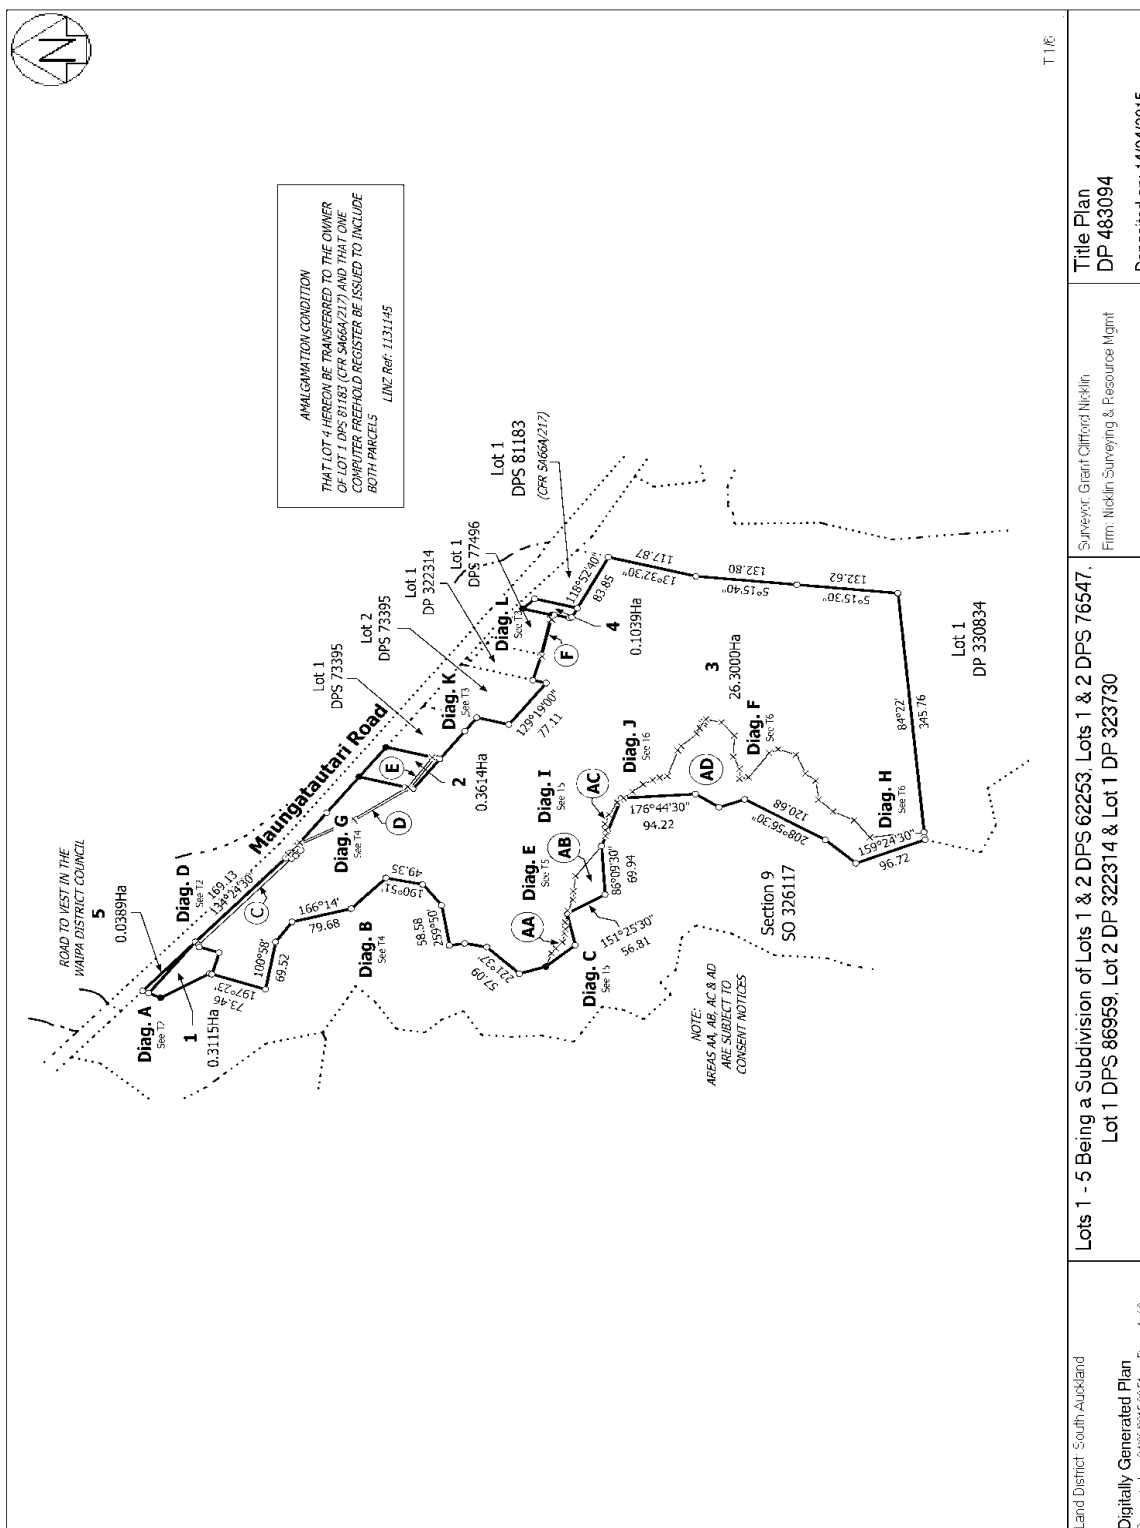 N
T 1/6
AMALGAMATION CONDITION
THAT LOT 4 HEREON BE TRANSFERRED TO THE OWNER
OF LOT 1 DPS 81183 (CFR SA66A/217) AND THAT ONE
COMPUTER FREEHOLD REGISTER BE ISSUED TO INCLUDE
BOTH PARCELS
LINZ Ref: 1131145
ROAD TO VEST IN THE
WAIPA DISTRICT COUNCIL
5
0.0389Ha
Maungatautari Road
Diag. A
See T2
1
0.3115Ha
Diag. D
See T2
169.13
134°24'30"
C
197°23'
73.46
100°58'
69.52
166°14'
79.68
Diag. G
See T4
D
E
Diag. B
See T4
190°51'
49.35
58.58
259°50'
221°37'
57.09
2
0.3614Ha
Lot 1
DPS 73395
Lot 2
DPS 73395
Lot 1
DP 322314
Lot 1
DPS 77496
Lot 1
DPS 81183
(CFR SA66A/217)
Diag. K
See T3
Diag. L
See T3
129°19'00"
77.11
F
4
0.1039Ha
118°52'40"
83.85
13°32'30"
117.87
5°15'40"
132.80
5°15'30"
132.62
3
26.3000Ha
Diag. I
See T5
Diag. J
See T6
Diag. E
See T5
Diag. F
See T6
Diag. C
See T5
Diag. H
See T6
AA
AB
AC
AD
151°25'30"
56.81
86°09'30"
69.94
176°44'30"
94.22
208°56'30"
120.68
159°24'30"
96.72
84°22'
345.76
Section 9
SO 326117
Lot 1
DP 330834
NOTE:
AREAS AA, AB, AC & AD
ARE SUBJECT TO
CONSENT NOTICES
Land District: South Auckland
Digitally Generated Plan
Lots 1 - 5 Being a Subdivision of Lots 1 & 2 DPS 62253, Lots 1 & 2 DPS 76547,
Lot 1 DPS 86959, Lot 2 DP 322314 & Lot 1 DP 323730
Surveyor: Grant Clifford Nicklin
Firm: Nicklin Surveying & Resource Mgmt
Title Plan
DP 483094
Deposited on: 14/04/2015